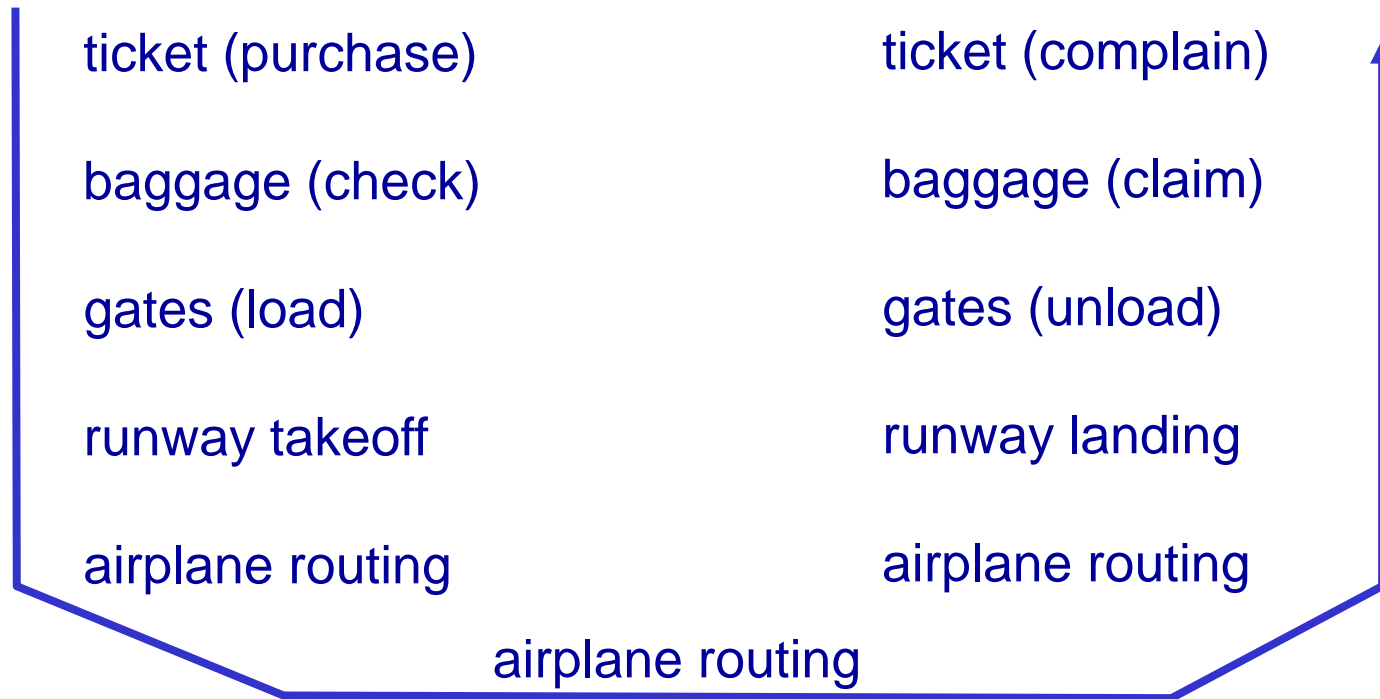 ticket (purchase)
baggage (check)
gates (load)
runway takeoff
airplane routing
airplane routing
ticket (complain)
baggage (claim)
gates (unload)
runway landing
airplane routing